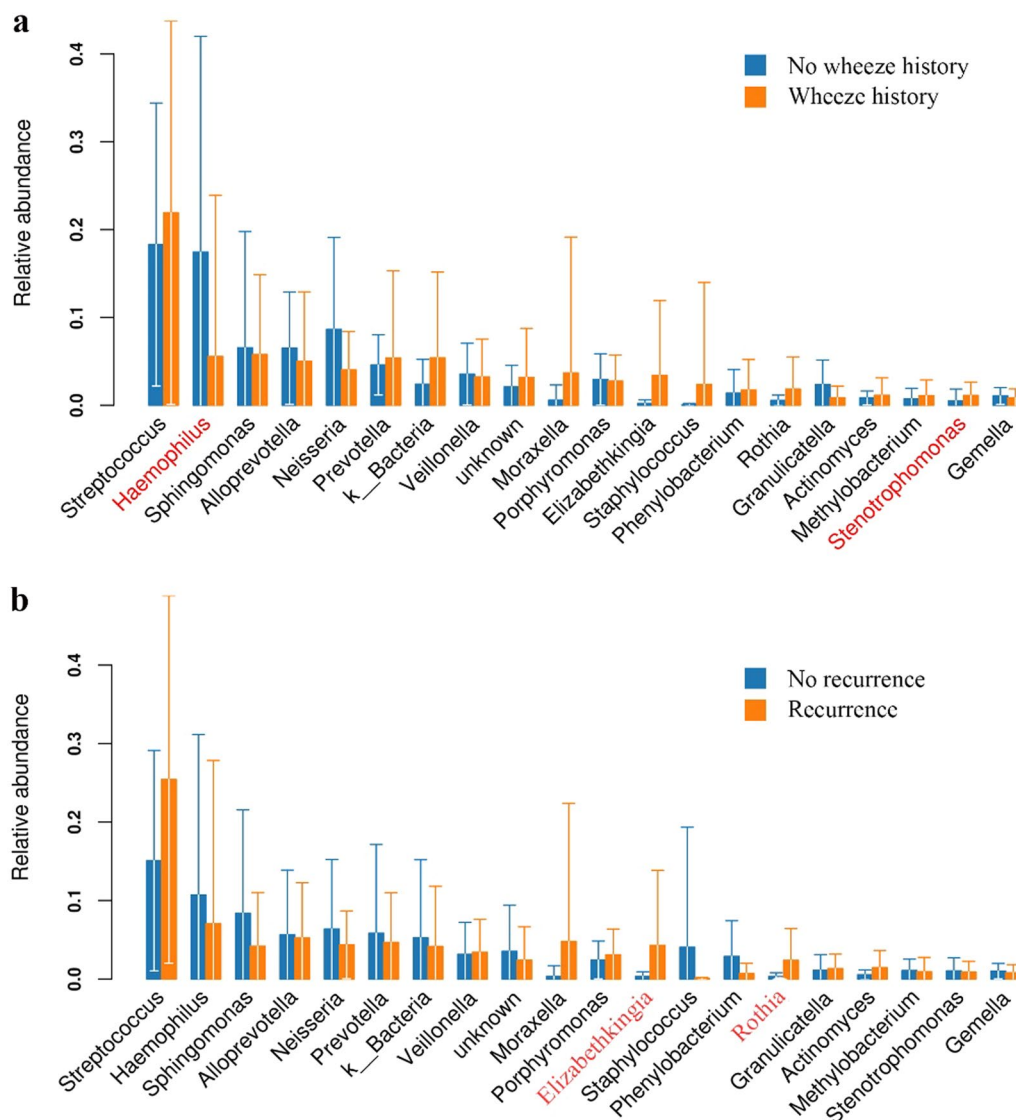 a
0.4
0.3
0.2
0.1
0.0
Relative abundance
No wheeze history
Wheeze history
Streptococcus
Haemophilus
Sphingomonas
Alloprevotella
Neisseria
Prevotella
k__Bacteria
Veillonella
unknown
Moraxella
Porphyromonas
Elizabethkingia
Staphylococcus
Phenylobacterium
Rothia
Granulicatella
Actinomyces
Methylobacterium
Stenotrophomonas
Gemella
b
0.4
0.3
0.2
0.1
0.0
Relative abundance
No recurrence
Recurrence
Streptococcus
Haemophilus
Sphingomonas
Alloprevotella
Neisseria
Prevotella
k__Bacteria
Veillonella
unknown
Moraxella
Porphyromonas
Elizabethkingia
Staphylococcus
Phenylobacterium
Rothia
Granulicatella
Actinomyces
Methylobacterium
Stenotrophomonas
Gemella